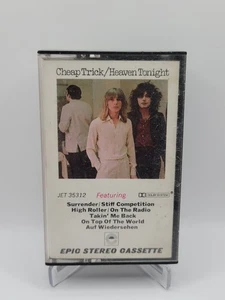 Cheap Trick/Heaven Tonight
JET 35312 Featuring
Surrender/Stiff Competition
High Roller/On The Radio
Takin' Me Back
On Top Of The World
Auf Wiedersehen
EPIC STEREO CASSETTE